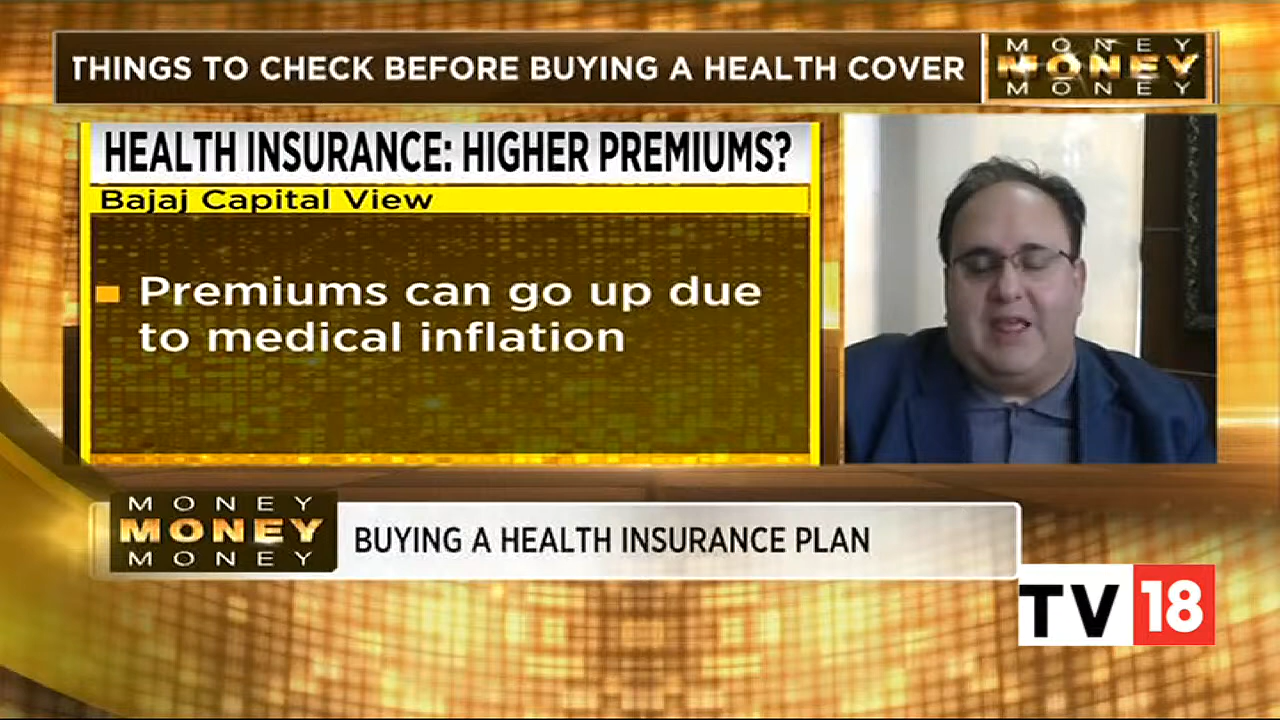 THINGS TO CHECK BEFORE BUYING A HEALTH COVER
MONEY
MONEY
MONEY
HEALTH INSURANCE: HIGHER PREMIUMS?
Bajaj Capital View
Premiums can go up due
to medical inflation
MONEY
MONEY
MONEY
BUYING A HEALTH INSURANCE PLAN
TV18